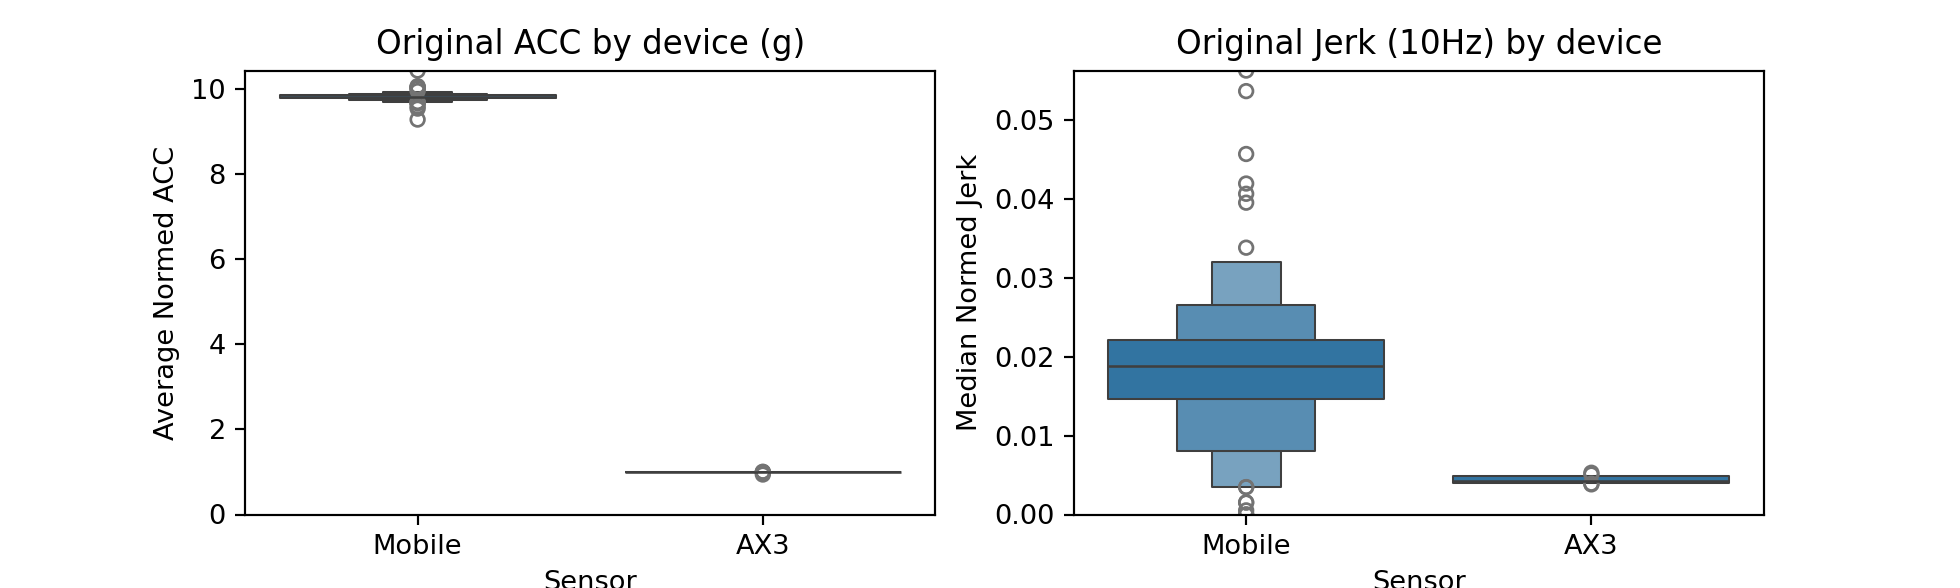 Original ACC by device (g)
Average Normed ACC
10
8
6
4
2
0
Mobile
AX3
Sensor
Original Jerk (10Hz) by device
Median Normed Jerk
0.05
0.04
0.03
0.02
0.01
0.00
Mobile
AX3
Sensor